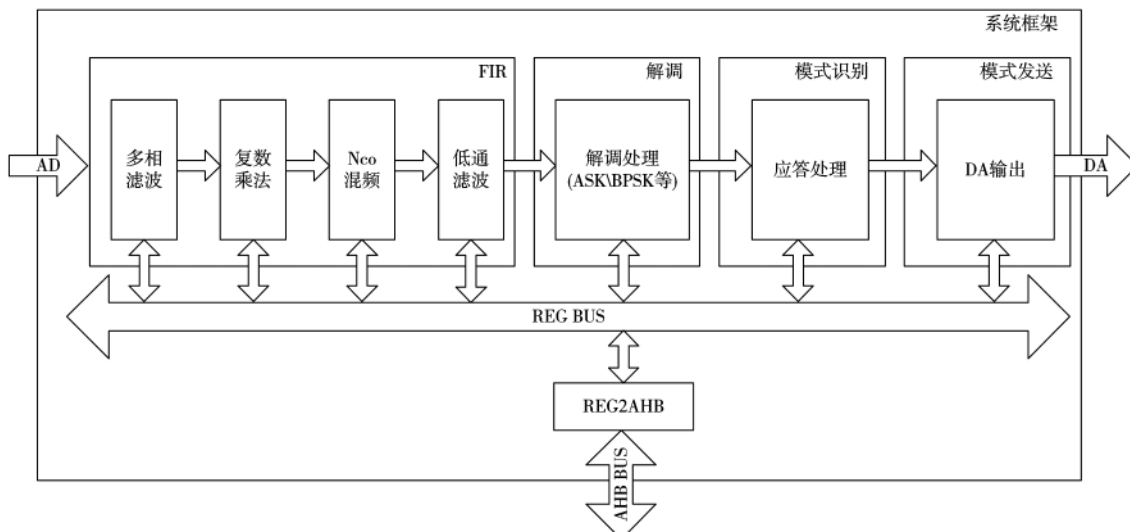 系统框架
FIR
解调
模式识别
模式发送
AD
多相
滤波
复数
乘法
Nco
混频
低通
滤波
解调处理
(ASK\BPSK等)
应答处理
DA输出
DA
REG BUS
REG2AHB
AHB BUS